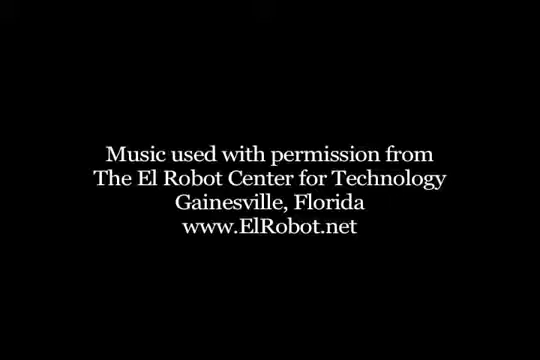 Music used with permission from
The El Robot Center for Technology
Gainesville, Florida
www.ElRobot.net